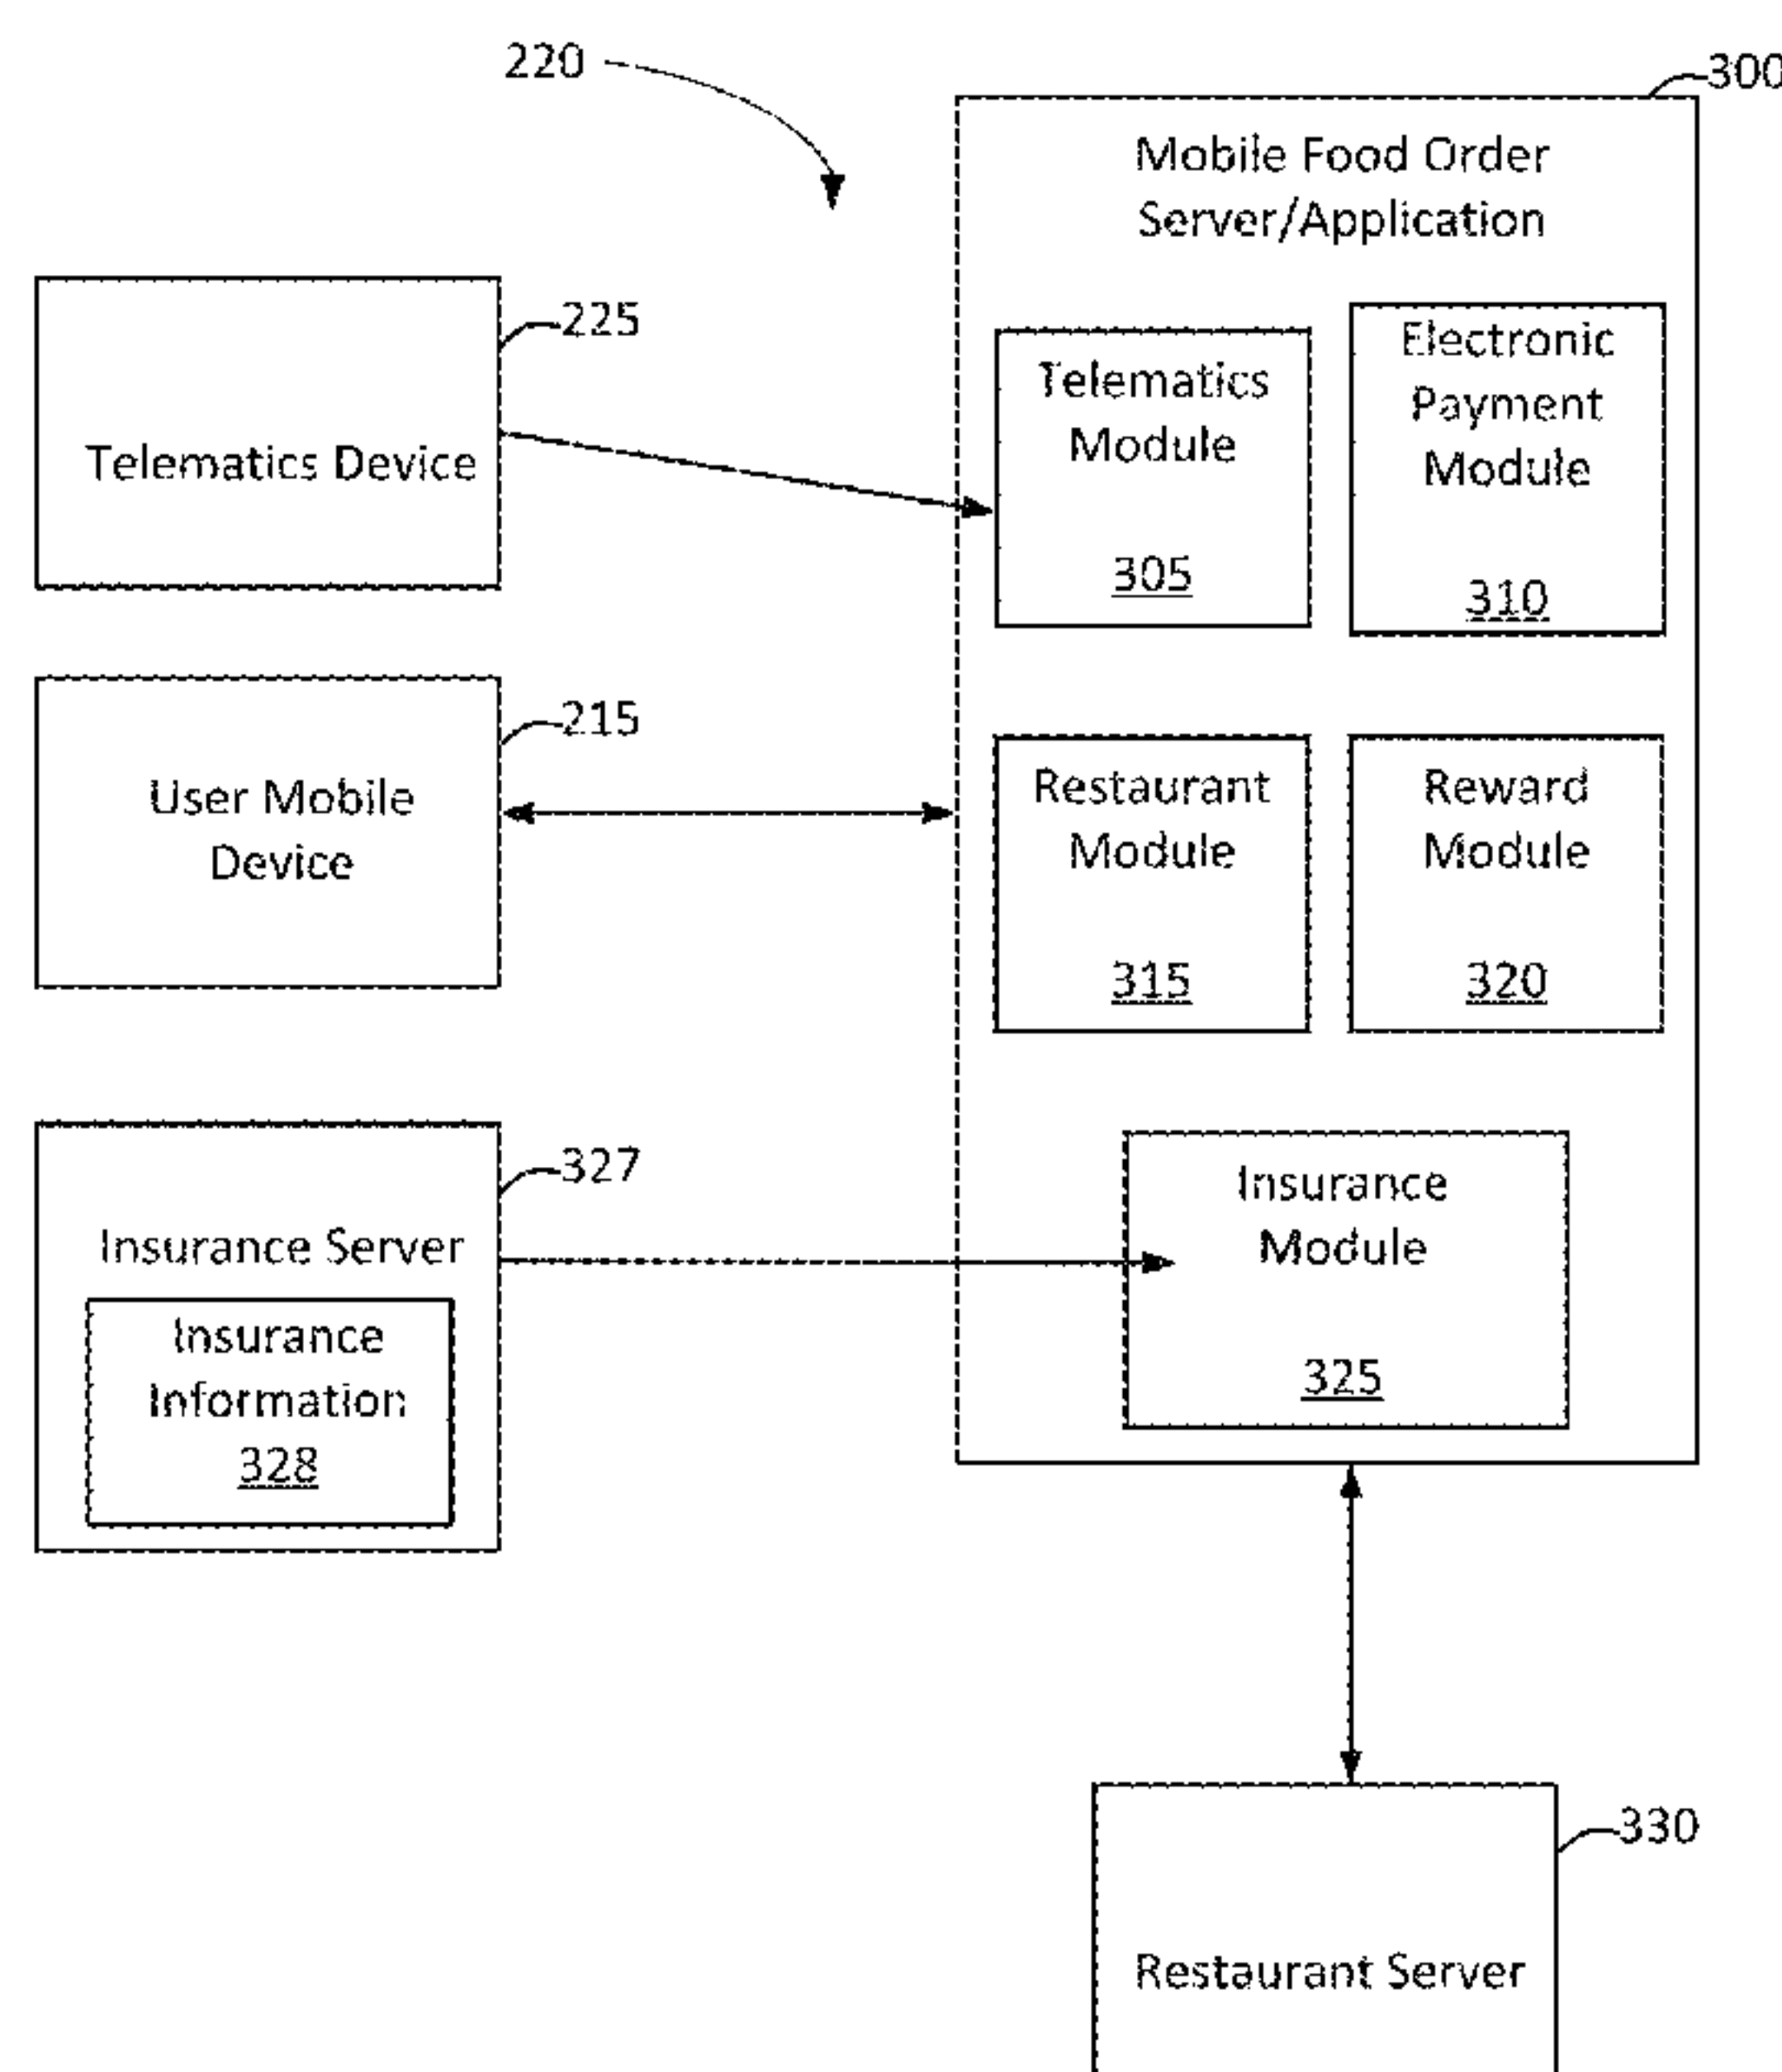 220
300
Mobile Food Order
Server/Application
225
Telematics Device
Telematics
Module
305
Electronic
Payment
Module
310
215
User Mobile
Device
Restaurant
Module
315
Reward
Module
320
327
Insurance Server
Insurance
Information
328
Insurance
Module
325
330
Restaurant Server